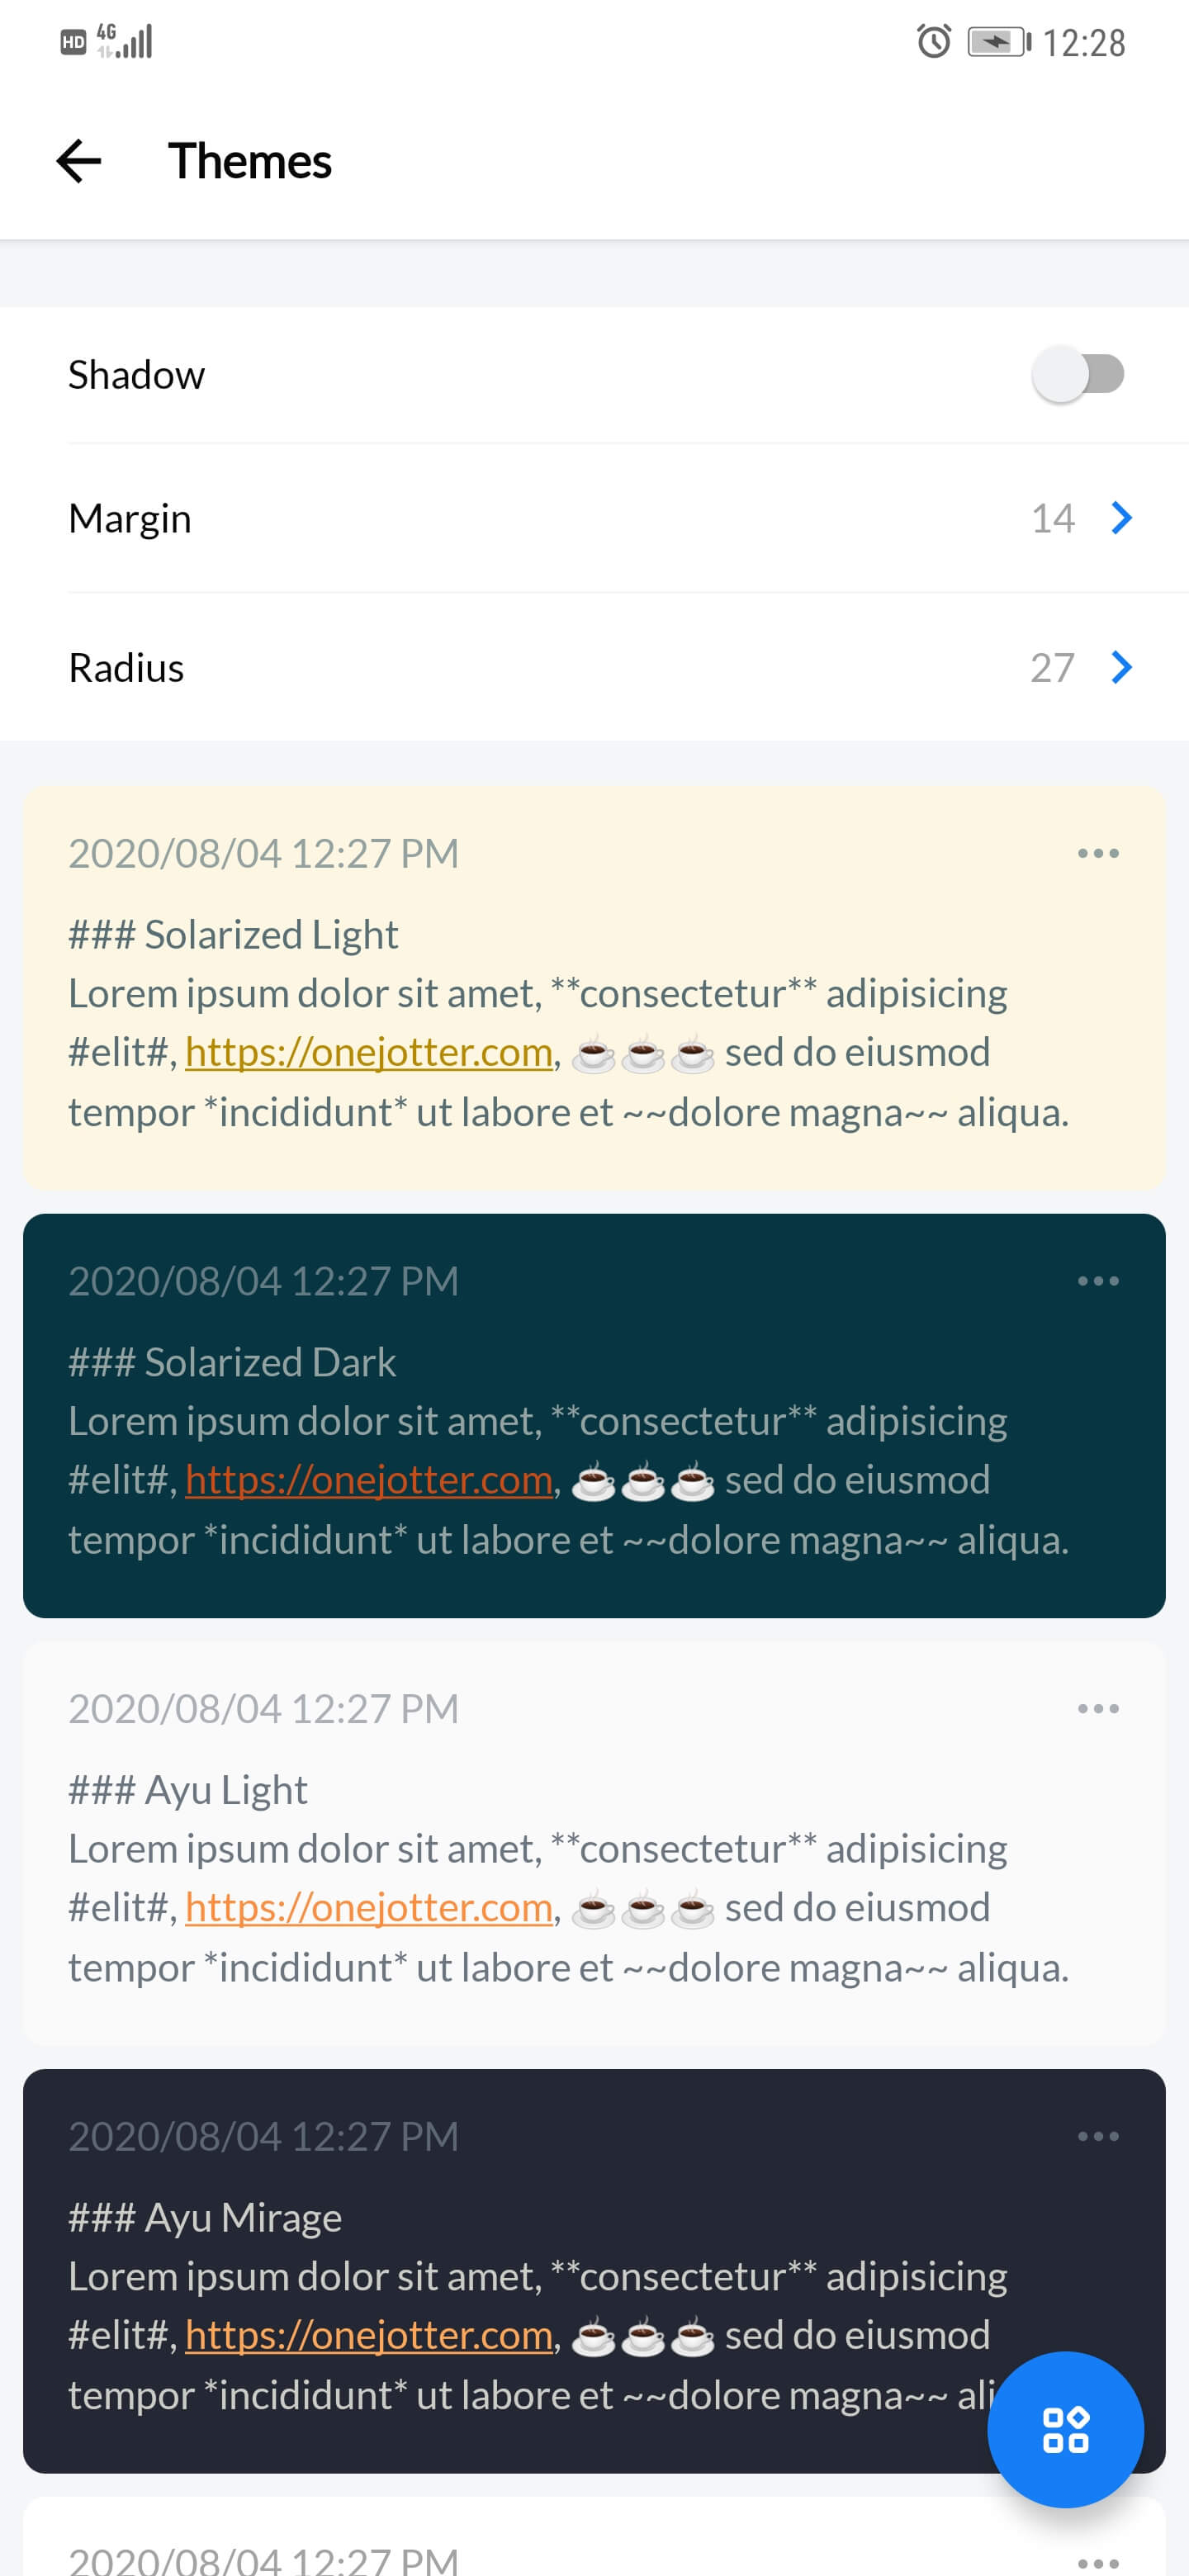 HD 4G 12:28
Themes
Shadow
Margin 14
Radius 27
2020/08/04 12:27 PM
### Solarized Light
Lorem ipsum dolor sit amet, **consectetur** adipisicing
#elit#, https://onejotter.com, ☕☕☕ sed do eiusmod
tempor *incididunt* ut labore et ~~dolore magna~~ aliqua.
2020/08/04 12:27 PM
### Solarized Dark
Lorem ipsum dolor sit amet, **consectetur** adipisicing
#elit#, https://onejotter.com, ☕☕☕ sed do eiusmod
tempor *incididunt* ut labore et ~~dolore magna~~ aliqua.
2020/08/04 12:27 PM
### Ayu Light
Lorem ipsum dolor sit amet, **consectetur** adipisicing
#elit#, https://onejotter.com, ☕☕☕ sed do eiusmod
tempor *incididunt* ut labore et ~~dolore magna~~ aliqua.
2020/08/04 12:27 PM
### Ayu Mirage
Lorem ipsum dolor sit amet, **consectetur** adipisicing
#elit#, https://onejotter.com, ☕☕☕ sed do eiusmod
tempor *incididunt* ut labore et ~~dolore magna~~ ali
2020/08/04 12:27 PM